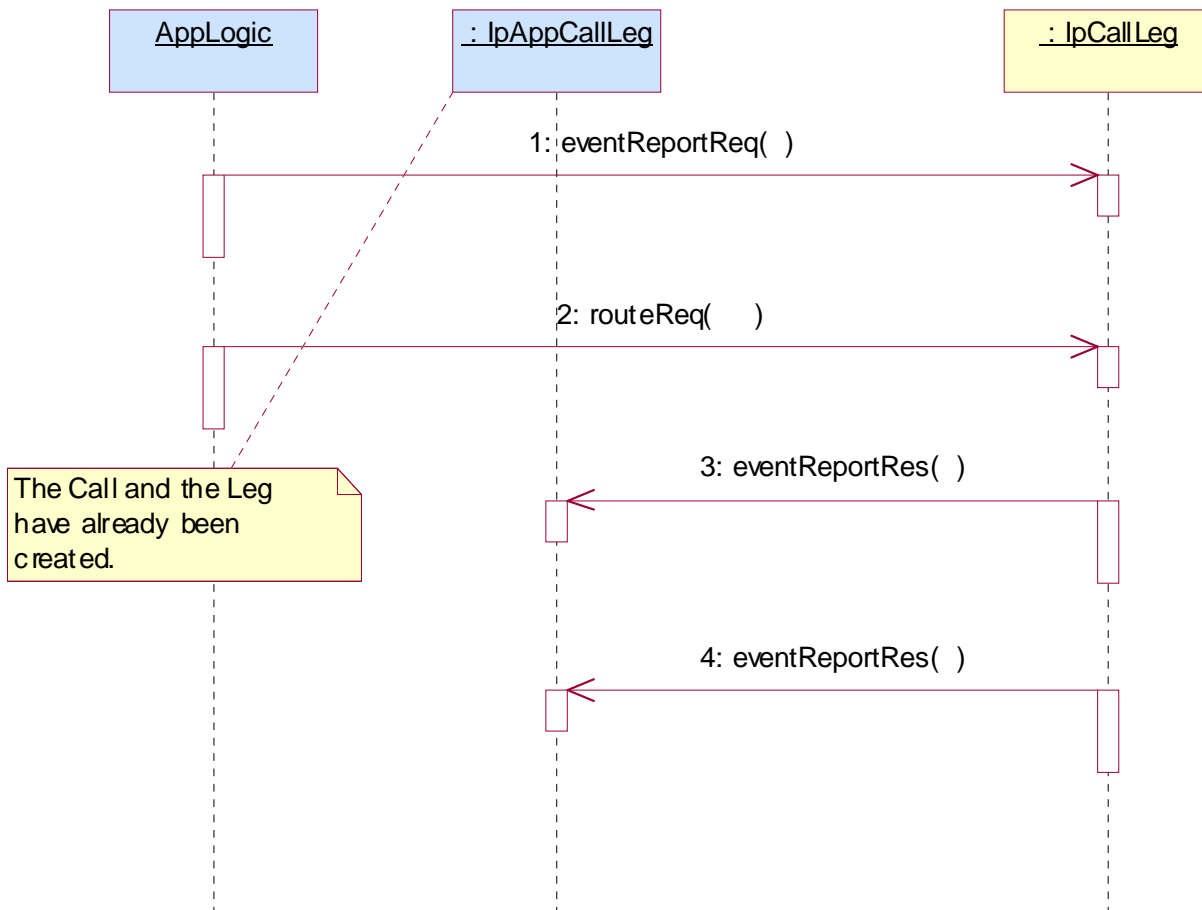 AppLogic
: IpAppCallLeg
: IpCallLeg
1: eventReportReq( )
2: routeReq( )
3: eventReportRes( )
The Call and the Leg
have already been
created.
4: eventReportRes( )